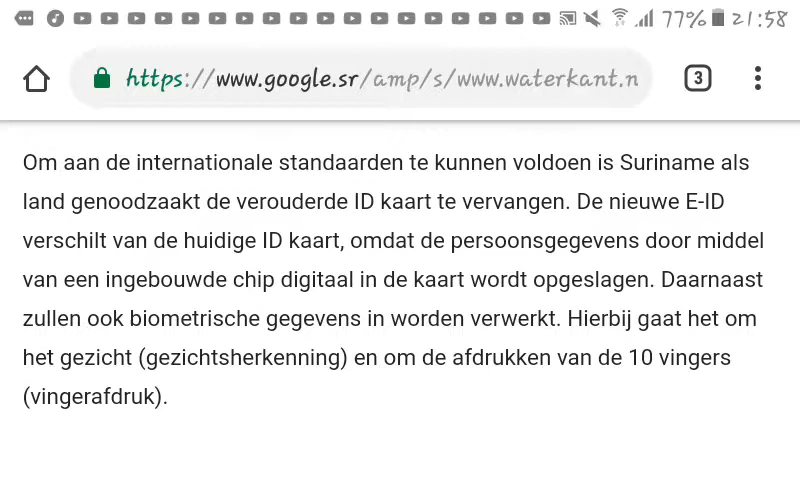 77% 21:58
https://www.google.sr/amp/s/www.waterkant.n 3
Om aan de internationale standaarden te kunnen voldoen is Suriname als
land genoodzaakt de verouderde ID kaart te vervangen. De nieuwe E-ID
verschilt van de huidige ID kaart, omdat de persoonsgegevens door middel
van een ingebouwde chip digitaal in de kaart wordt opgeslagen. Daarnaast
zullen ook biometrische gegevens in worden verwerkt. Hierbij gaat het om
het gezicht (gezichtsherkenning) en om de afdrukken van de 10 vingers
(vingerafdruk).